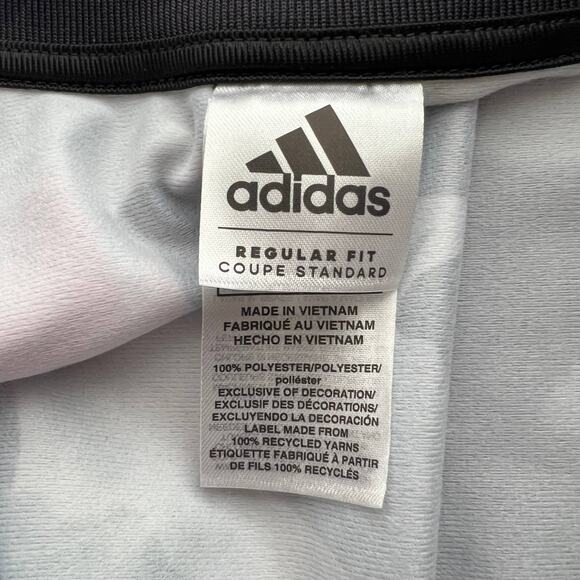 adidas
REGULAR FIT
COUPE STANDARD
MADE IN VIETNAM
FABRIQUÉ AU VIETNAM
HECHO EN VIETNAM
100% POLYESTER/POLYESTER/
poliéster
EXCLUSIVE OF DECORATION/
EXCLUSIF DES DÉCORATIONS/
EXCLUYENDO LA DECORACIÓN
LABEL MADE FROM
100% RECYCLED YARNS
ÉTIQUETTE FABRIQUÉ À PARTIR
DE FILS 100% RECYCLÉS